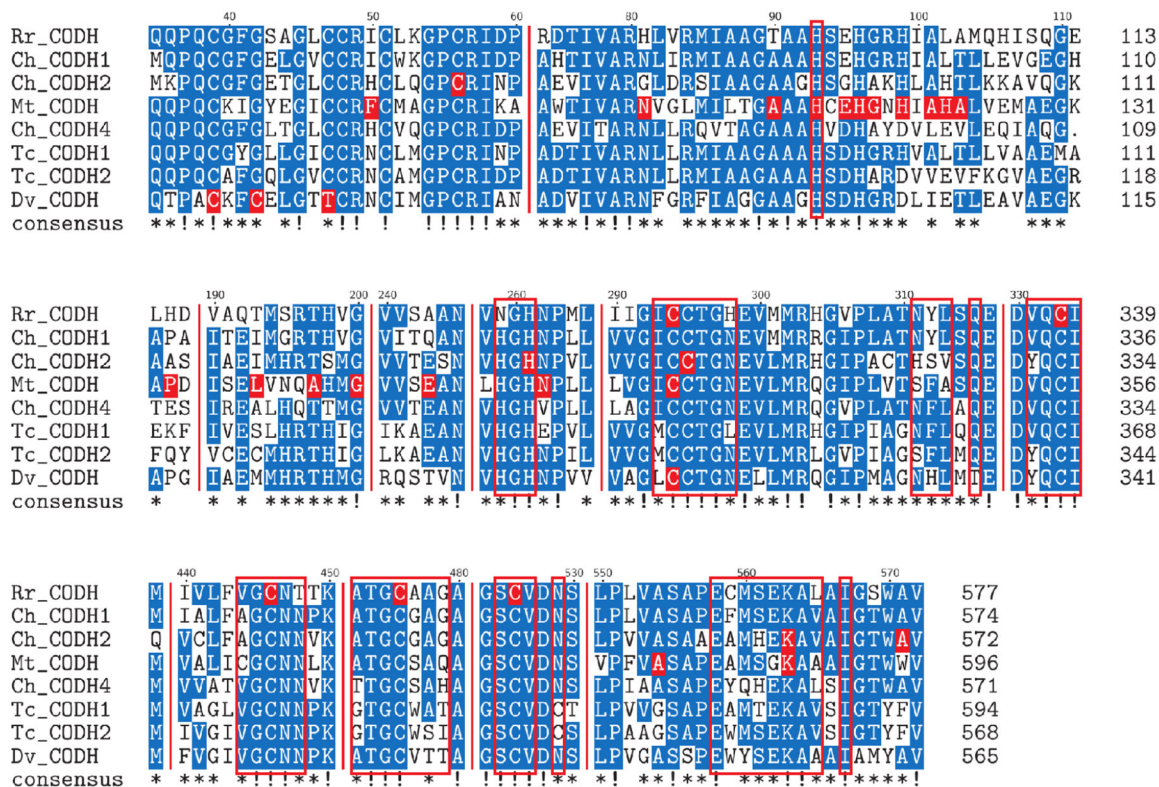 40 50 60 80 90 100 110
Rr_CODH QQPQCGFGSAGLCCRICLKGPCRIDP RDTIVARHLVRMIAAGTAAHSEHGRHIALAMQHISQGE 113
Ch_CODH1 MQPQCGFGELGVCCRICWKGPCRINP AHTIVARNLIRMIAAGAAAHSEHGRHIALTLLEVGEGH 110
Ch_CODH2 MKPQCGFGETGLCCRHCLQGPCRINP AEVIVARGLDRSIAAGAAGHSGHAKHLAHTLKKAVQGK 111
Mt_CODH QQPQCKIGYEGICCRFCMAGPCRIKA AWTIVARNVGLMILTGAAAHCEHGNHIAHALVEMAEGK 131
Ch_CODH4 QQPQCGFGLTGLCCRHCVQGPCRIDP AEVITARNLLRQVTAGAAAHVDHAYDVLEVLEQIAQG. 109
Tc_CODH1 QQPQCGYGLLGICCRNCLMGPCRINP ADTIVARNLLRMIAAGAAAHSDHGRHVALTLLVAAEMA 111
Tc_CODH2 QQPQCAFGQLGVCCRNCAMGPCRIDP ADTIVARNLLRMIAAGAAAHSDHARDVVEVFKGVAEGR 118
Dv_CODH QTPACKFCELGTTCRNCIMGPCRIAN ADVIVARNFGRFIAGGAAGHSDHGRDLIETLEAVAEGK 115
consensus
190 200 240 260 290 300 310 330
Rr_CODH LHD VAQTMSRTHVG VVSAAN VNGHNPML IIGICCTGHEVMMRHGVPLATNYLSQE DVQCI 339
Ch_CODH1 APA ITEIMGRTHVG VITQAN VHGHNPLL VVGICCTGNEVMMRRGIPLATNYLSQE DVQCI 336
Ch_CODH2 AAS IAEIMHRTSMG VVTESN VHGHNPVL VVGICCTGNEVLMRHGIPACTHSVSQE DYQCI 334
Mt_CODH APD ISELVNQAHMG VVSEAN LHGHNPLL LVGICCTGNEVLMRQGIPLVTSFASQE DVQCI 356
Ch_CODH4 TES IREALHQTTMG VVTEAN VHGHVPLL LAGICCTGNEVLMRQGVPLATNFLAQE DVQCI 334
Tc_CODH1 EKF IVESLHRTHIG IKAEAN VHGHEPVL VVGMCCTGLEVLMRHGIPIAGNFLQQE DVQCI 368
Tc_CODH2 FQY VCECMHRTHIG LKAEAN VHGHNPIL VVGMCCTGNEVLMRLGVPIAGSFLMQE DYQCI 344
Dv_CODH APG IAEMMHRTHIG RQSTVN VHGHNPVV VAGLCCTGNELLMRQGIPMAGNHLMTE DYQCI 341
consensus
440 450 480 530 550 560 570
Rr_CODH M IVLFVGCNTTK ATGCAAGA GSCVDNS LPLVASAPECMSEKALAIGSWAV 577
Ch_CODH1 M IALFAGCNNPK ATGCGAGA GSCVDNS LPLVASAPEFMSEKAVAIGTWAV 574
Ch_CODH2 Q VCLFAGCNNVK ATGCGAGA GSCVDNS LPVVASAAEAMHEKAVAIGTWAV 572
Mt_CODH M VALICGCNNLK ATGCSAQA GSCVDNS VPFVASAPEAMSGKAAAIGTWWV 596
Ch_CODH4 M VVATVGCNNVK TTGCSAHA GSCVDNS LPIAASAPEYQHEKALSIGTWAV 571
Tc_CODH1 M VAGLVGCNNPK GTGCWATA GSCVDCT LPVVGSAPEAMTEKAVSIGTYFV 594
Tc_CODH2 M IVGIVGCNNPK GTGCWSIA GSCVDCS LPAAGSAPEWMSEKAVSIGTYFV 568
Dv_CODH M FVGIVGCNNPK ATGCVTTA GSCVDNS LPVGASSPEWYSEKAAAIAMYAV 565
consensus